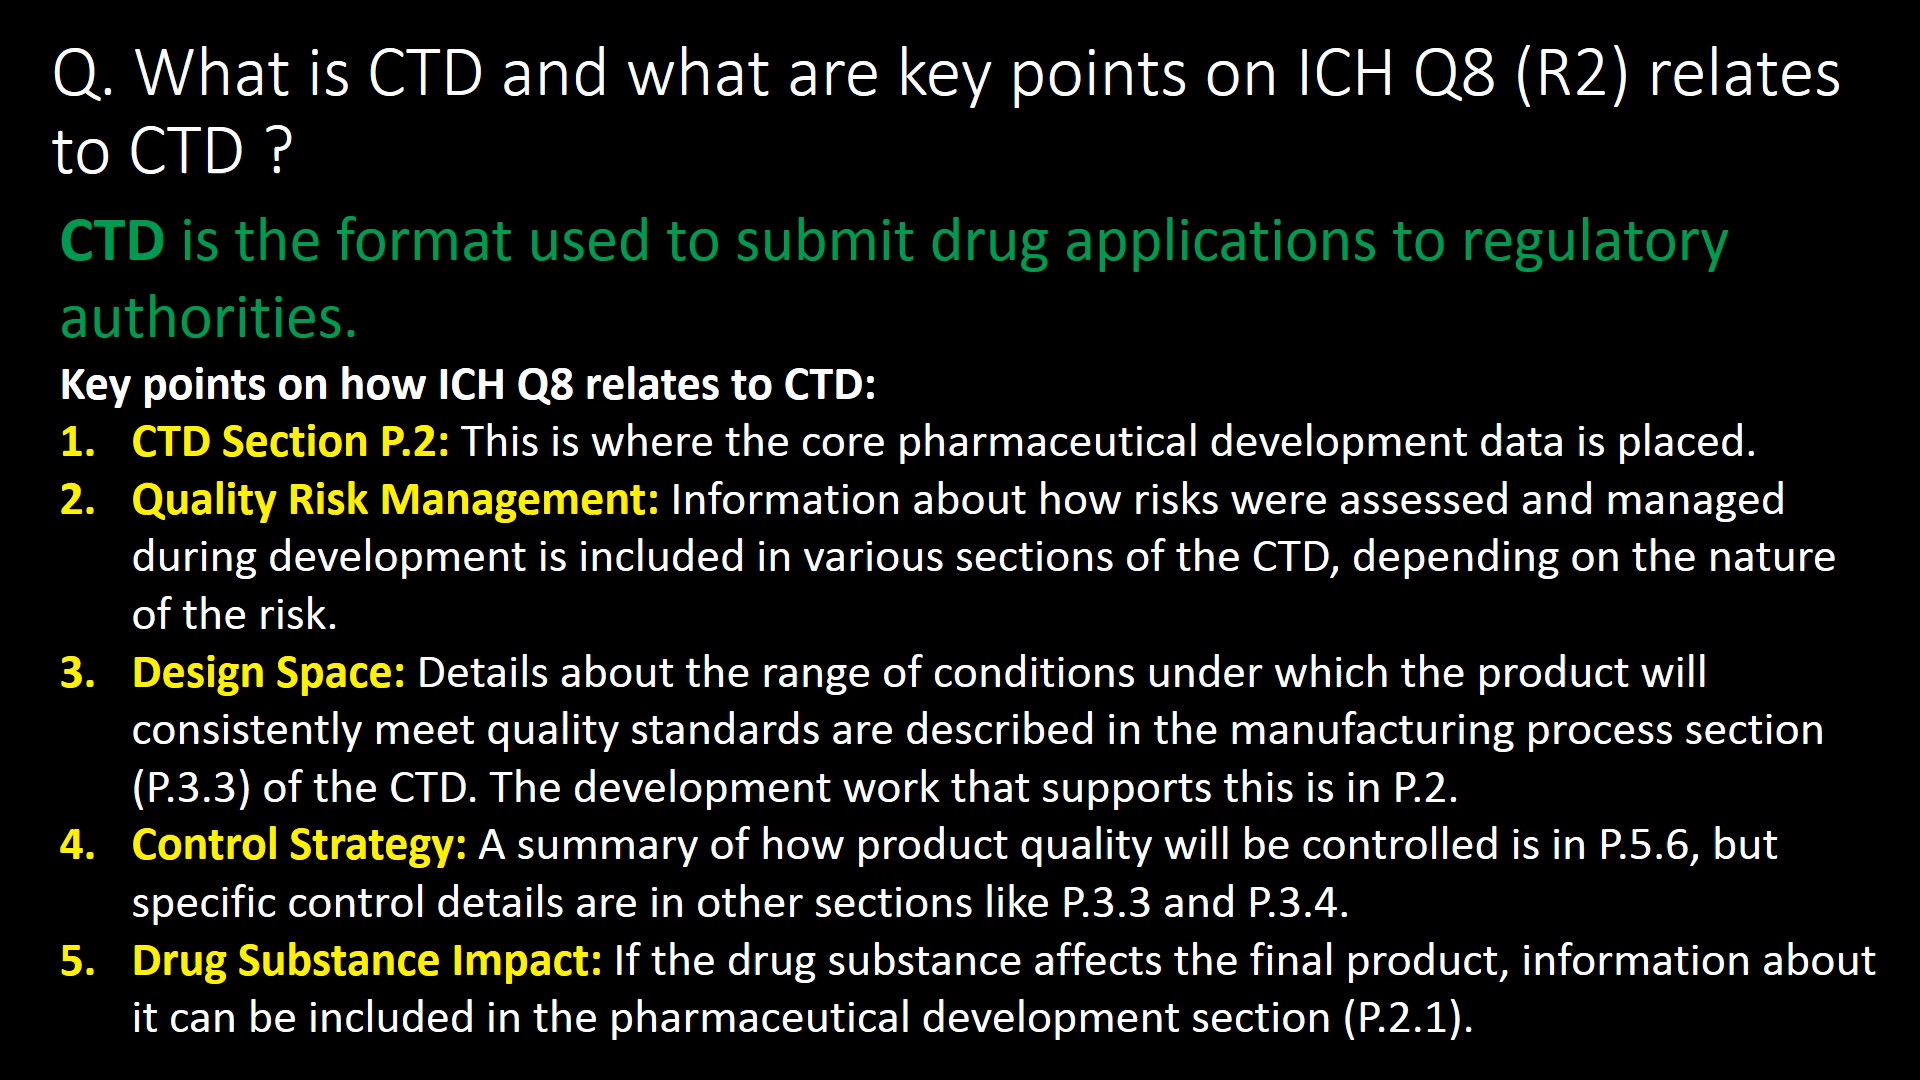 Q. What is CTD and what are key points on ICH Q8 (R2) relates
to CTD ?
CTD is the format used to submit drug applications to regulatory
authorities.
Key points on how ICH Q8 relates to CTD:
1. CTD Section P.2: This is where the core pharmaceutical development data is placed.
2. Quality Risk Management: Information about how risks were assessed and managed
during development is included in various sections of the CTD, depending on the nature
of the risk.
3. Design Space: Details about the range of conditions under which the product will
consistently meet quality standards are described in the manufacturing process section
(P.3.3) of the CTD. The development work that supports this is in P.2.
4. Control Strategy: A summary of how product quality will be controlled is in P.5.6, but
specific control details are in other sections like P.3.3 and P.3.4.
5. Drug Substance Impact: If the drug substance affects the final product, information about
it can be included in the pharmaceutical development section (P.2.1).